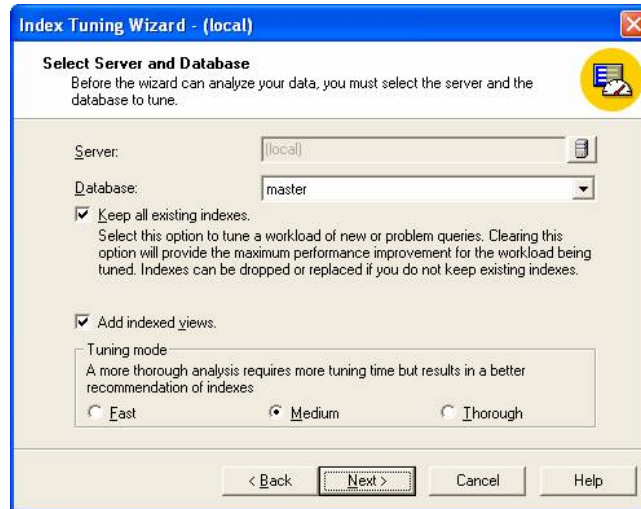 Index Tuning Wizard - (local)
Select Server and Database
Before the wizard can analyze your data, you must select the server and the
database to tune.
Server:
(local)
Database:
master
Keep all existing indexes.
Select this option to tune a workload of new or problem queries. Clearing this
option will provide the maximum performance improvement for the workload being
tuned. Indexes can be dropped or replaced if you do not keep existing indexes.
Add indexed views.
Tuning mode
A more thorough analysis requires more tuning time but results in a better
recommendation of indexes
Fast
Medium
Thorough
< Back
Next >
Cancel
Help